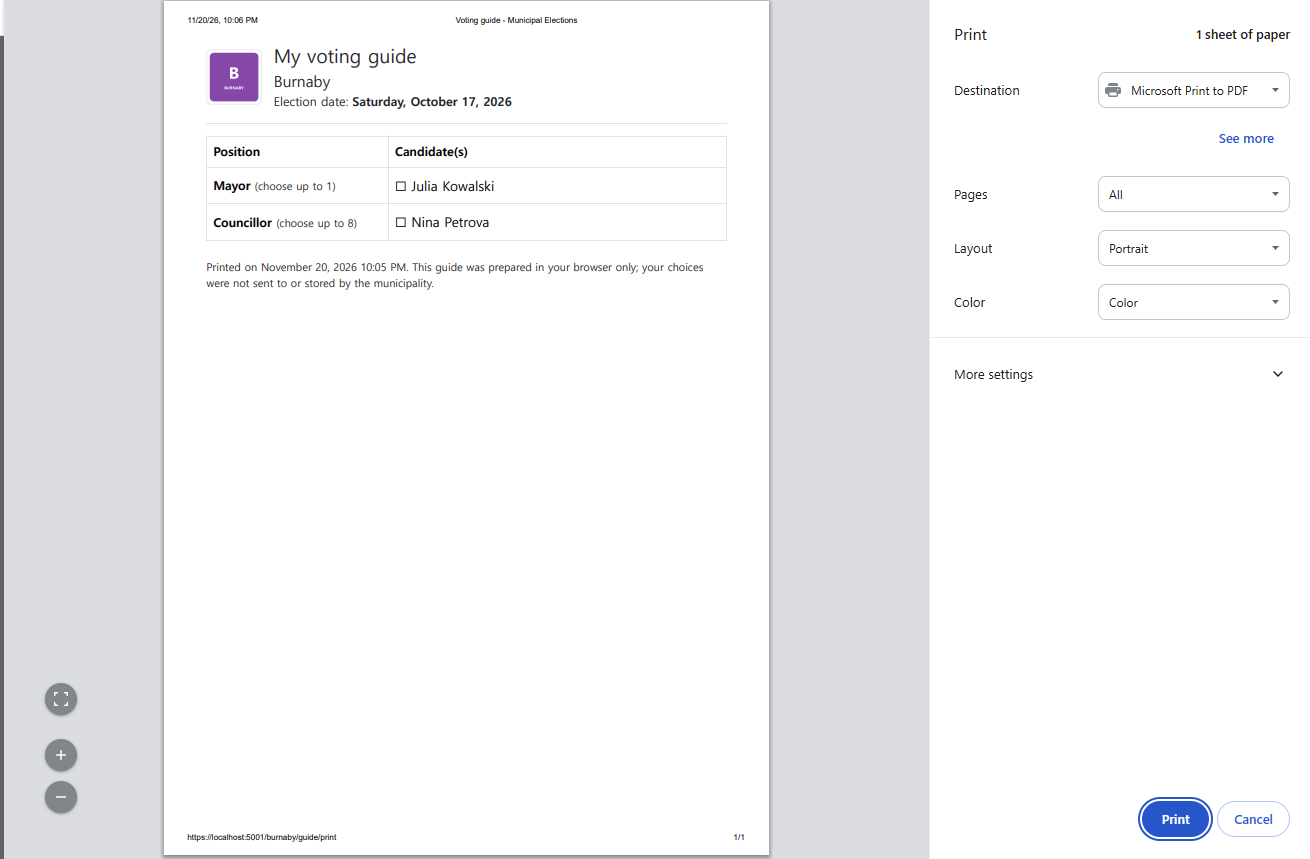 11/20/26, 10:06 PM Voting guide - Municipal Elections
B
BURNABY
My voting guide
Burnaby
Election date: Saturday, October 17, 2026
Position Candidate(s)
Mayor (choose up to 1) ☐ Julia Kowalski
Councillor (choose up to 8) ☐ Nina Petrova
Printed on November 20, 2026 10:05 PM. This guide was prepared in your browser only; your choices
were not sent to or stored by the municipality.
https://localhost:5001/burnaby/guide/print 1/1
Print 1 sheet of paper
Destination Microsoft Print to PDF
See more
Pages All
Layout Portrait
Color Color
More settings
Print Cancel